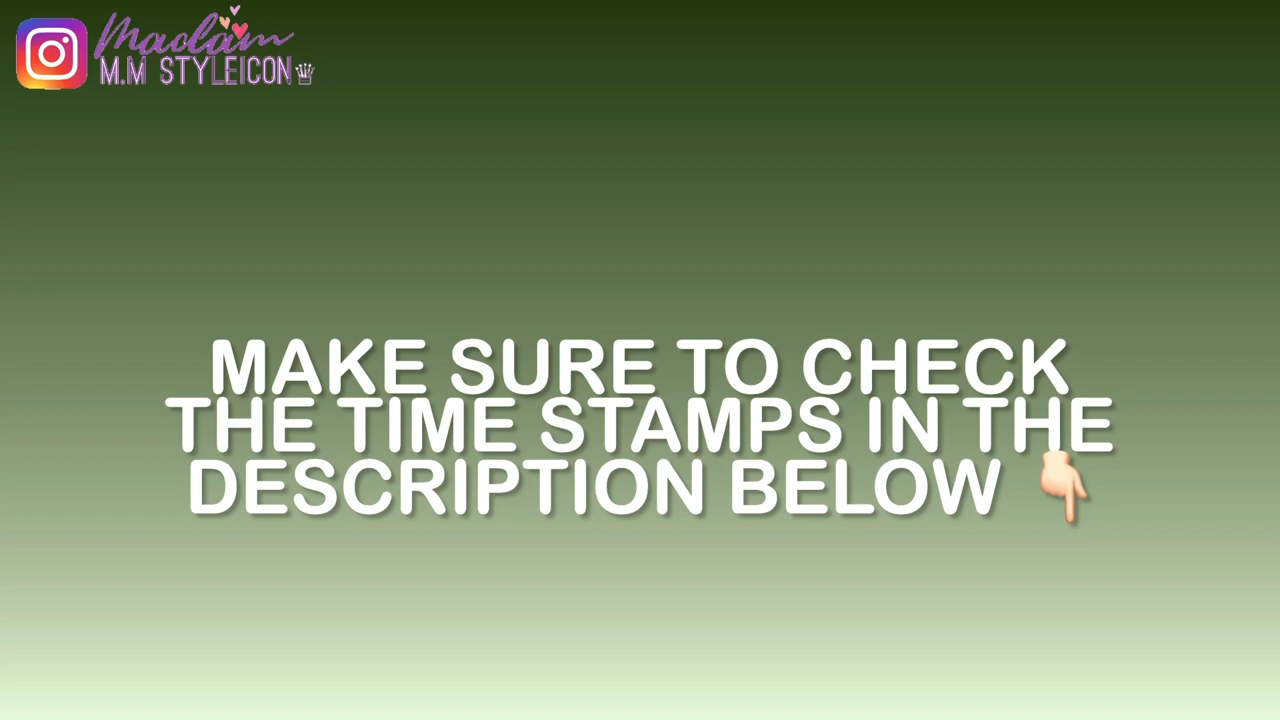 Madam
M.M STYLEICON
MAKE SURE TO CHECK
THE TIME STAMPS IN THE
DESCRIPTION BELOW 👇🏻